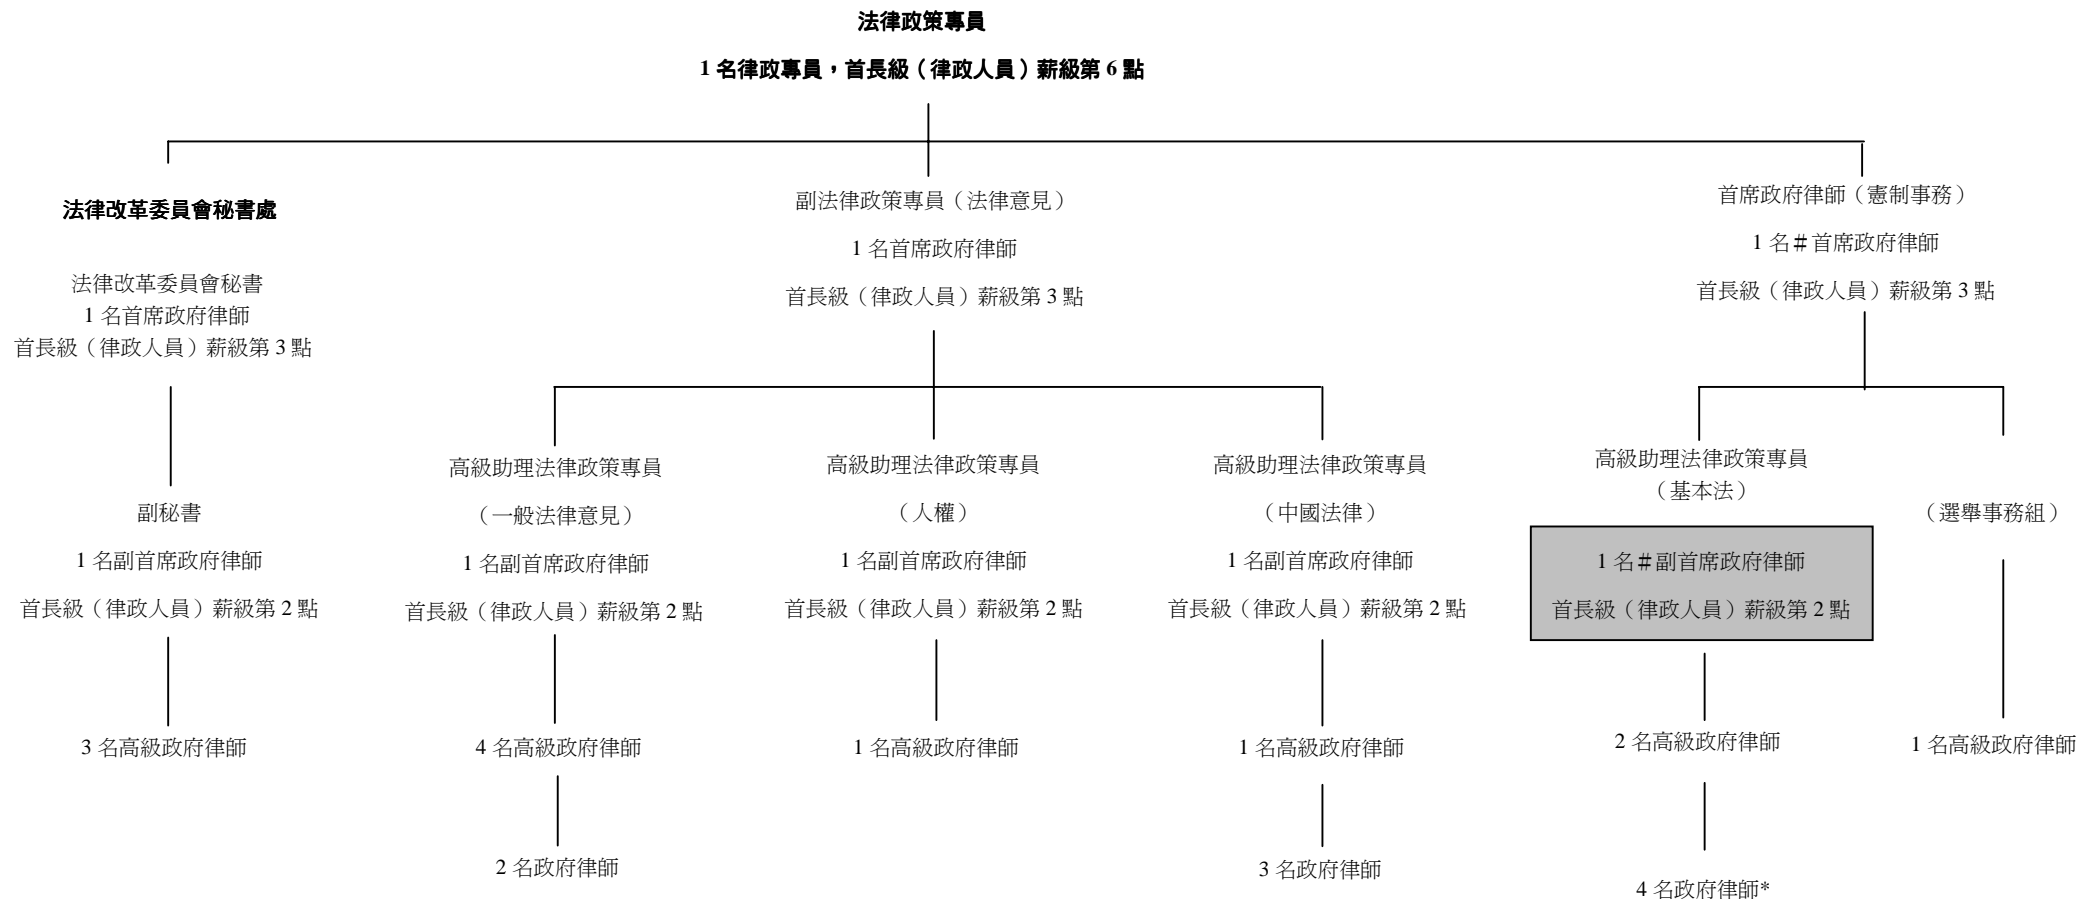 法律政策專員
1 名律政專員，首長級（律政人員）薪級第 6 點
法律改革委員會秘書處
法律改革委員會秘書
1 名首席政府律師
首長級（律政人員）薪級第 3 點
副秘書
1 名副首席政府律師
首長級（律政人員）薪級第 2 點
3 名高級政府律師
副法律政策專員（法律意見）
1 名首席政府律師
首長級（律政人員）薪級第 3 點
高級助理法律政策專員
（一般法律意見）
1 名副首席政府律師
首長級（律政人員）薪級第 2 點
4 名高級政府律師
2 名政府律師
高級助理法律政策專員
（人權）
1 名副首席政府律師
首長級（律政人員）薪級第 2 點
1 名高級政府律師
高級助理法律政策專員
（中國法律）
1 名副首席政府律師
首長級（律政人員）薪級第 2 點
1 名高級政府律師
3 名政府律師
首席政府律師（憲制事務）
1 名＃首席政府律師
首長級（律政人員）薪級第 3 點
高級助理法律政策專員
（基本法）
1 名＃副首席政府律師
首長級（律政人員）薪級第 2 點
2 名高級政府律師
4 名政府律師*
（選舉事務組）
1 名高級政府律師